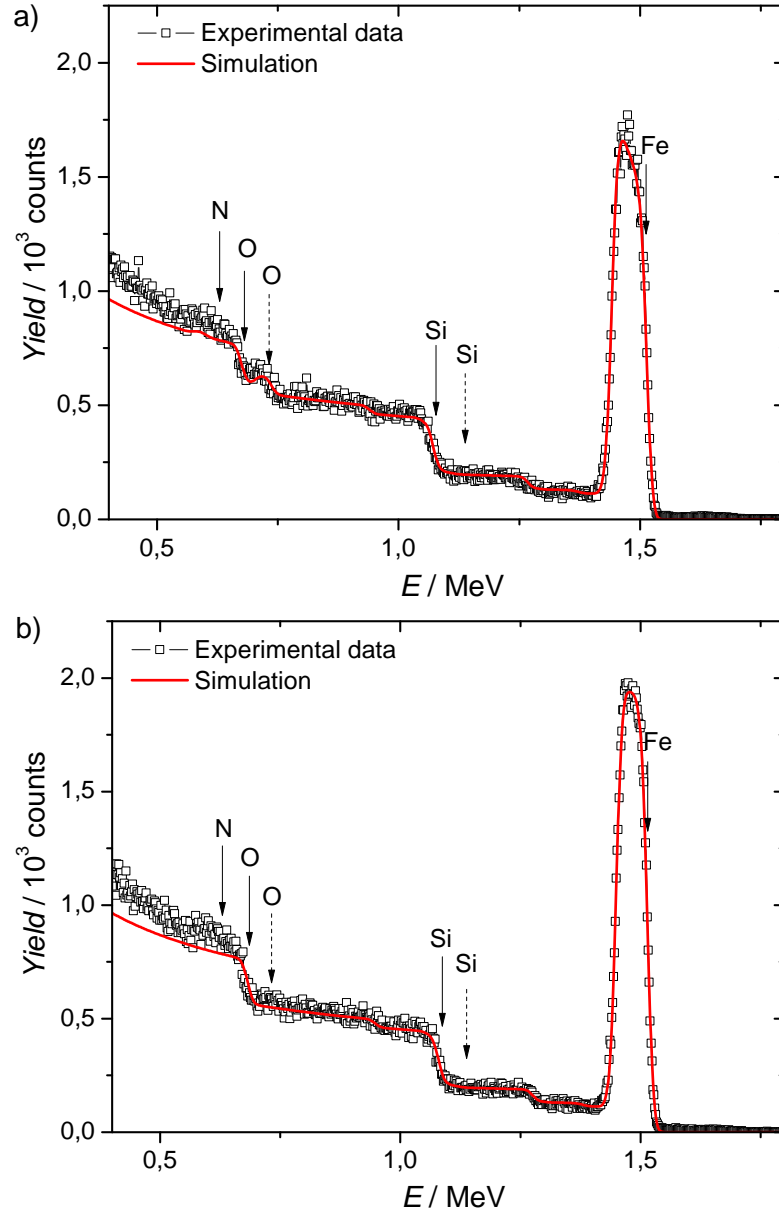 a)
Experimental data
Simulation
2,0
1,5
1,0
0,5
0,0
Yield / 10³ counts
N
O
O
Si
Si
Fe
0,5
1,0
1,5
E / MeV
b)
Experimental data
Simulation
2,0
1,5
1,0
0,5
0,0
Yield / 10³ counts
N
O
O
Si
Si
Fe
0,5
1,0
1,5
E / MeV